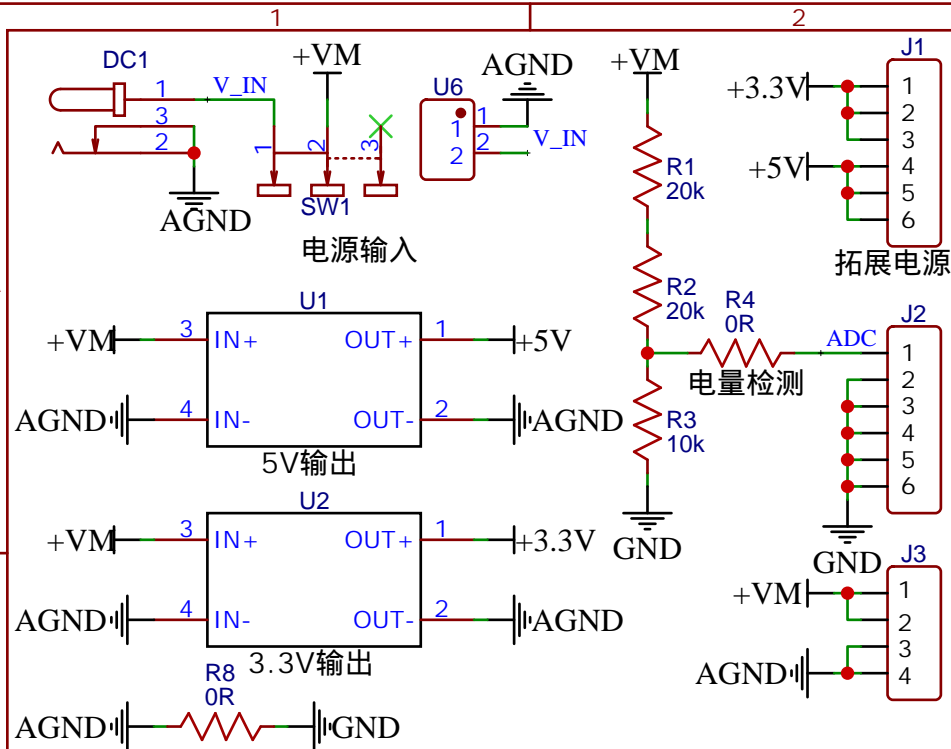 1
2
DC1
1
V_IN
3
2
AGND
+VM
1
2
3
SW1
电源输入
U6
AGND
1
1
2
2
V_IN
+VM
R1
20k
R2
20k
R4
0R
ADC
电量检测
R3
10k
GND
J1
+3.3V
1
2
3
+5V
4
5
6
拓展电源
J2
1
2
3
4
5
6
GND
U1
+VM
3
IN+
OUT+
1
+5V
AGND
4
IN-
OUT-
2
AGND
5V输出
U2
+VM
3
IN+
OUT+
1
+3.3V
AGND
4
IN-
OUT-
2
AGND
3.3V输出
J3
+VM
1
2
3
AGND
4
R8
0R
AGND
GND